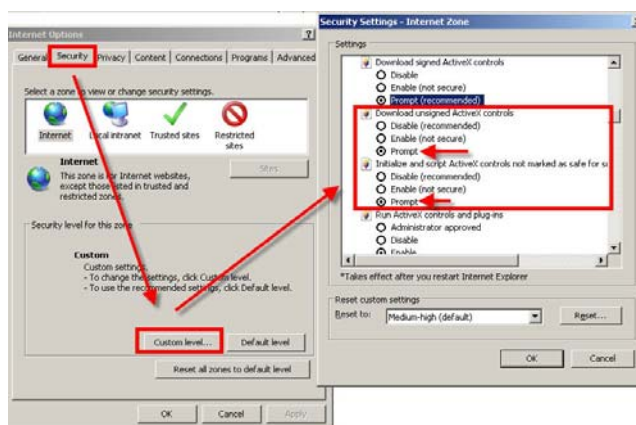 Internet Options
General Security Privacy Content Connections Programs Advanced
Select a zone to view or change security settings.
Internet Local intranet Trusted sites Restricted
sites
Internet
This zone is for Internet websites,
except those listed in trusted and
restricted zones.
Sites
Security level for this zone
Custom
Custom settings.
- To change the settings, click Custom level.
- To use the recommended settings, click Default level.
Custom level... Default level
Reset all zones to default level
OK Cancel Apply
Security Settings - Internet Zone
Settings
Download signed ActiveX controls
Disable
Enable (not secure)
Prompt (recommended)
Download unsigned ActiveX controls
Disable (recommended)
Enable (not secure)
Prompt
Initialize and script ActiveX controls not marked as safe for s
Disable (recommended)
Enable (not secure)
Prompt
Run ActiveX controls and plug-ins
Administrator approved
Disable
Enable
*Takes effect after you restart Internet Explorer
Reset custom settings
Reset to: Medium-high (default) Reset...
OK Cancel